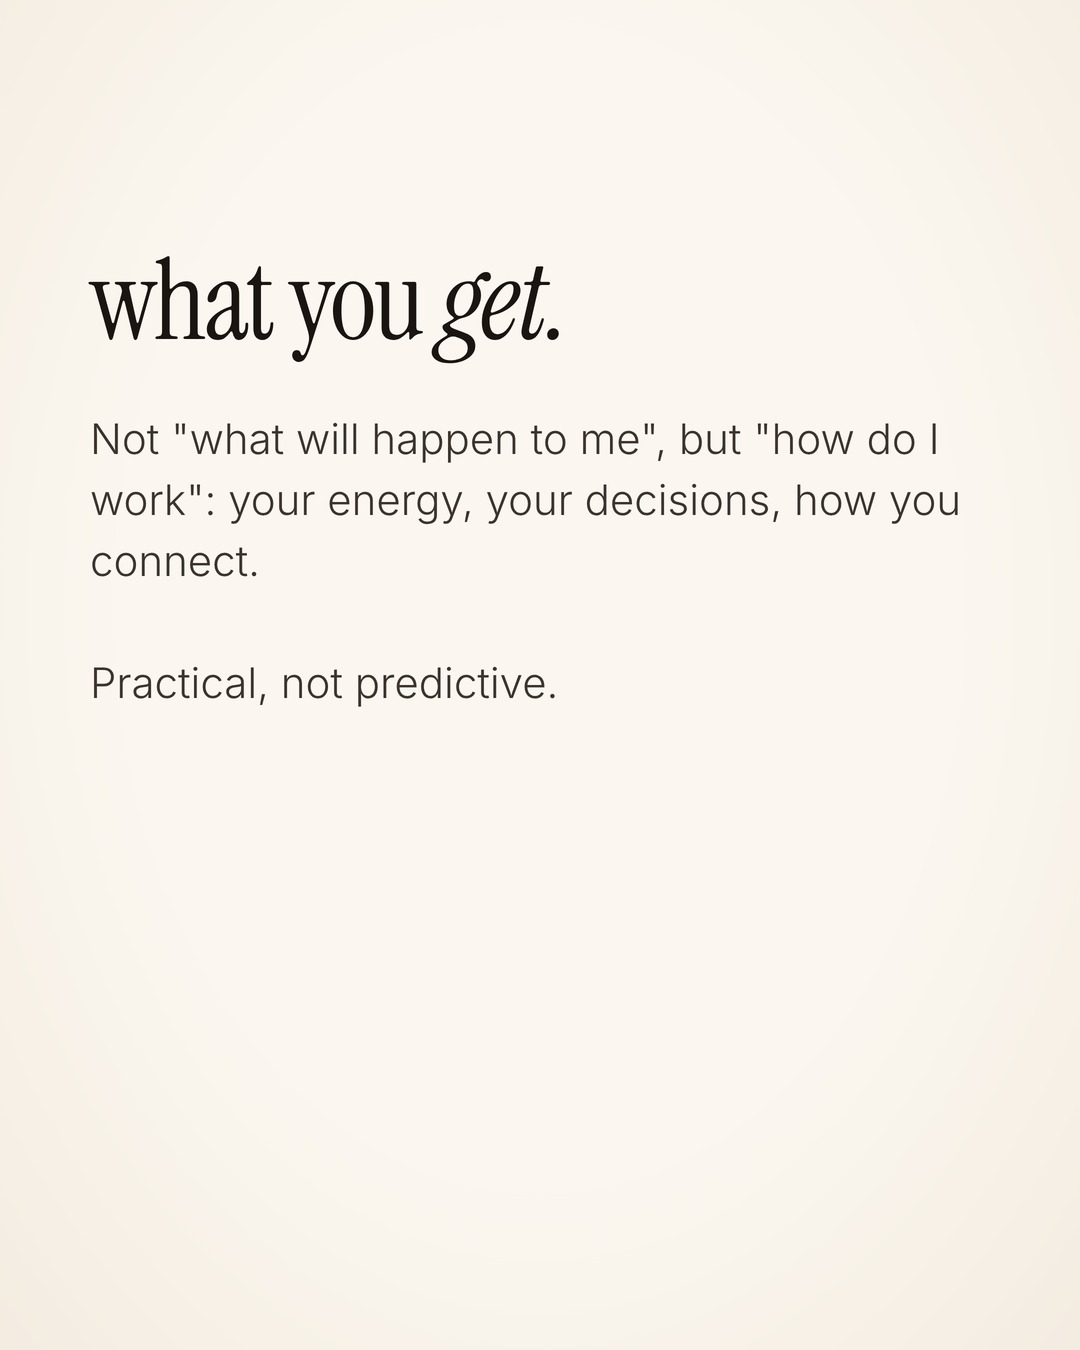 what you get.
Not "what will happen to me", but "how do I
work": your energy, your decisions, how you
connect.
Practical, not predictive.